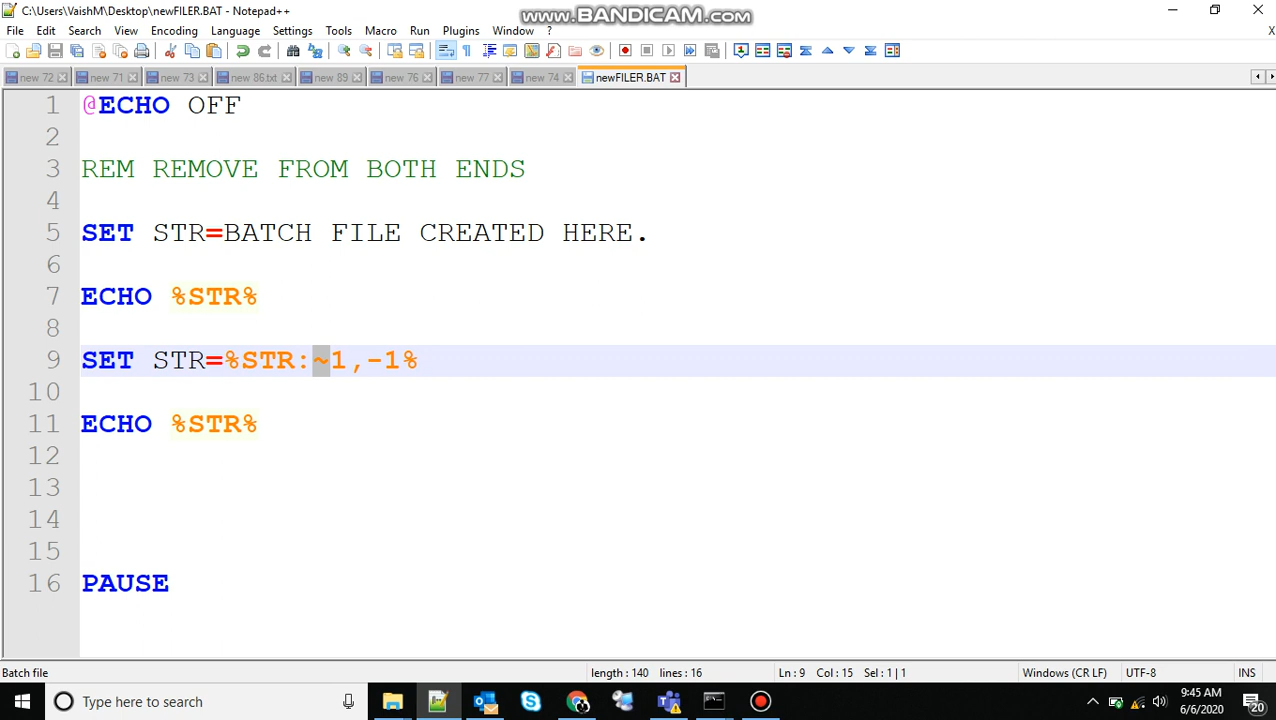 C:\Users\VaishM\Desktop\newFILER.BAT - Notepad++
www.BANDICAM.com
File Edit Search View Encoding Language Settings Tools Macro Run Plugins Window ? X
new 72 new 71 new 73 new 86.txt new 89 new 76 new 77 new 74 newFILER.BAT
1 @ECHO OFF
2
3 REM REMOVE FROM BOTH ENDS
4
5 SET STR=BATCH FILE CREATED HERE.
6
7 ECHO %STR%
8
9 SET STR=%STR:~1,-1%
10
11 ECHO %STR%
12
13
14
15
16 PAUSE
Batch file length : 140 lines : 16 Ln : 9 Col : 15 Sel : 1 | 1 Windows (CR LF) UTF-8 INS
Type here to search
9:45 AM
6/6/2020
20